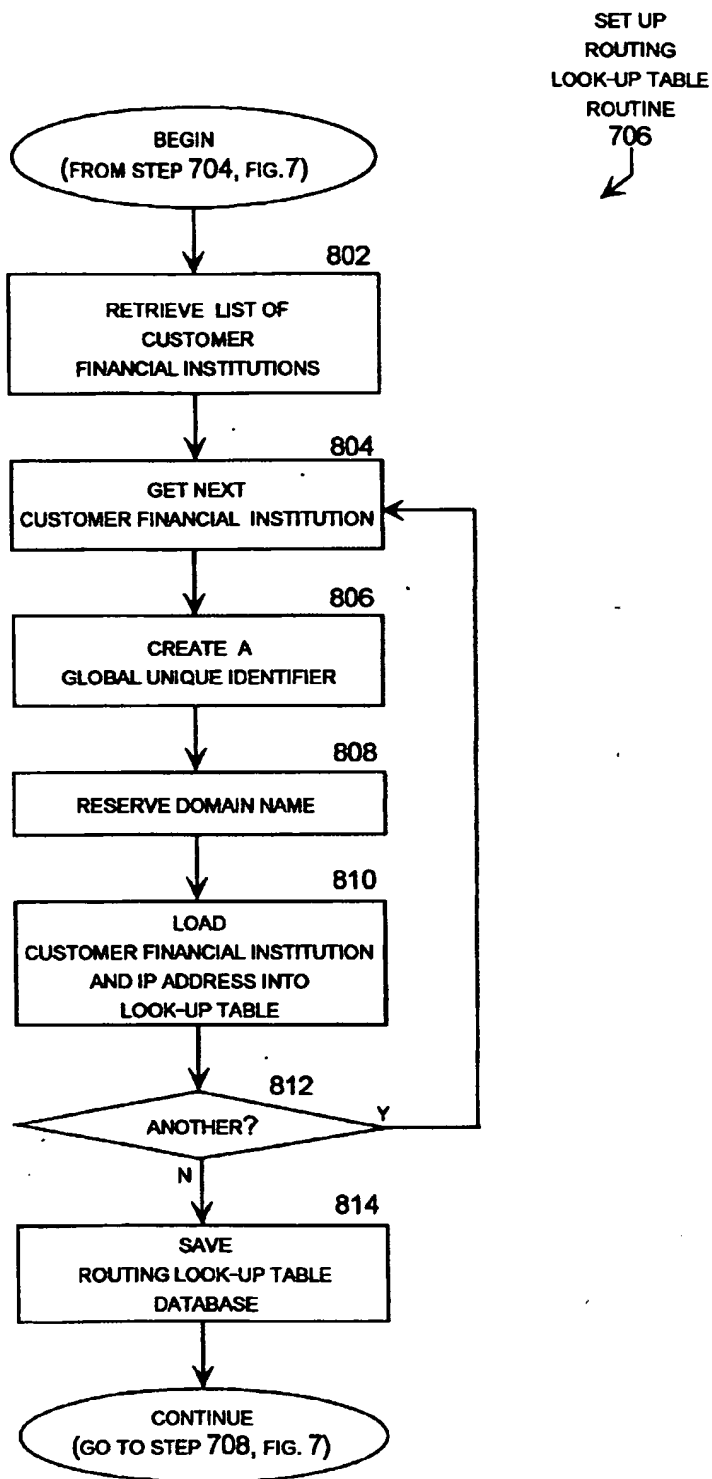 SET UP
ROUTING
LOOK-UP TABLE
ROUTINE
706
BEGIN
(FROM STEP 704, FIG.7)
802
RETRIEVE LIST OF
CUSTOMER
FINANCIAL INSTITUTIONS
804
GET NEXT
CUSTOMER FINANCIAL INSTITUTION
806
CREATE A
GLOBAL UNIQUE IDENTIFIER
808
RESERVE DOMAIN NAME
810
LOAD
CUSTOMER FINANCIAL INSTITUTION
AND IP ADDRESS INTO
LOOK-UP TABLE
812
ANOTHER?
Y
N
814
SAVE
ROUTING LOOK-UP TABLE
DATABASE
CONTINUE
(GO TO STEP 708, FIG. 7)